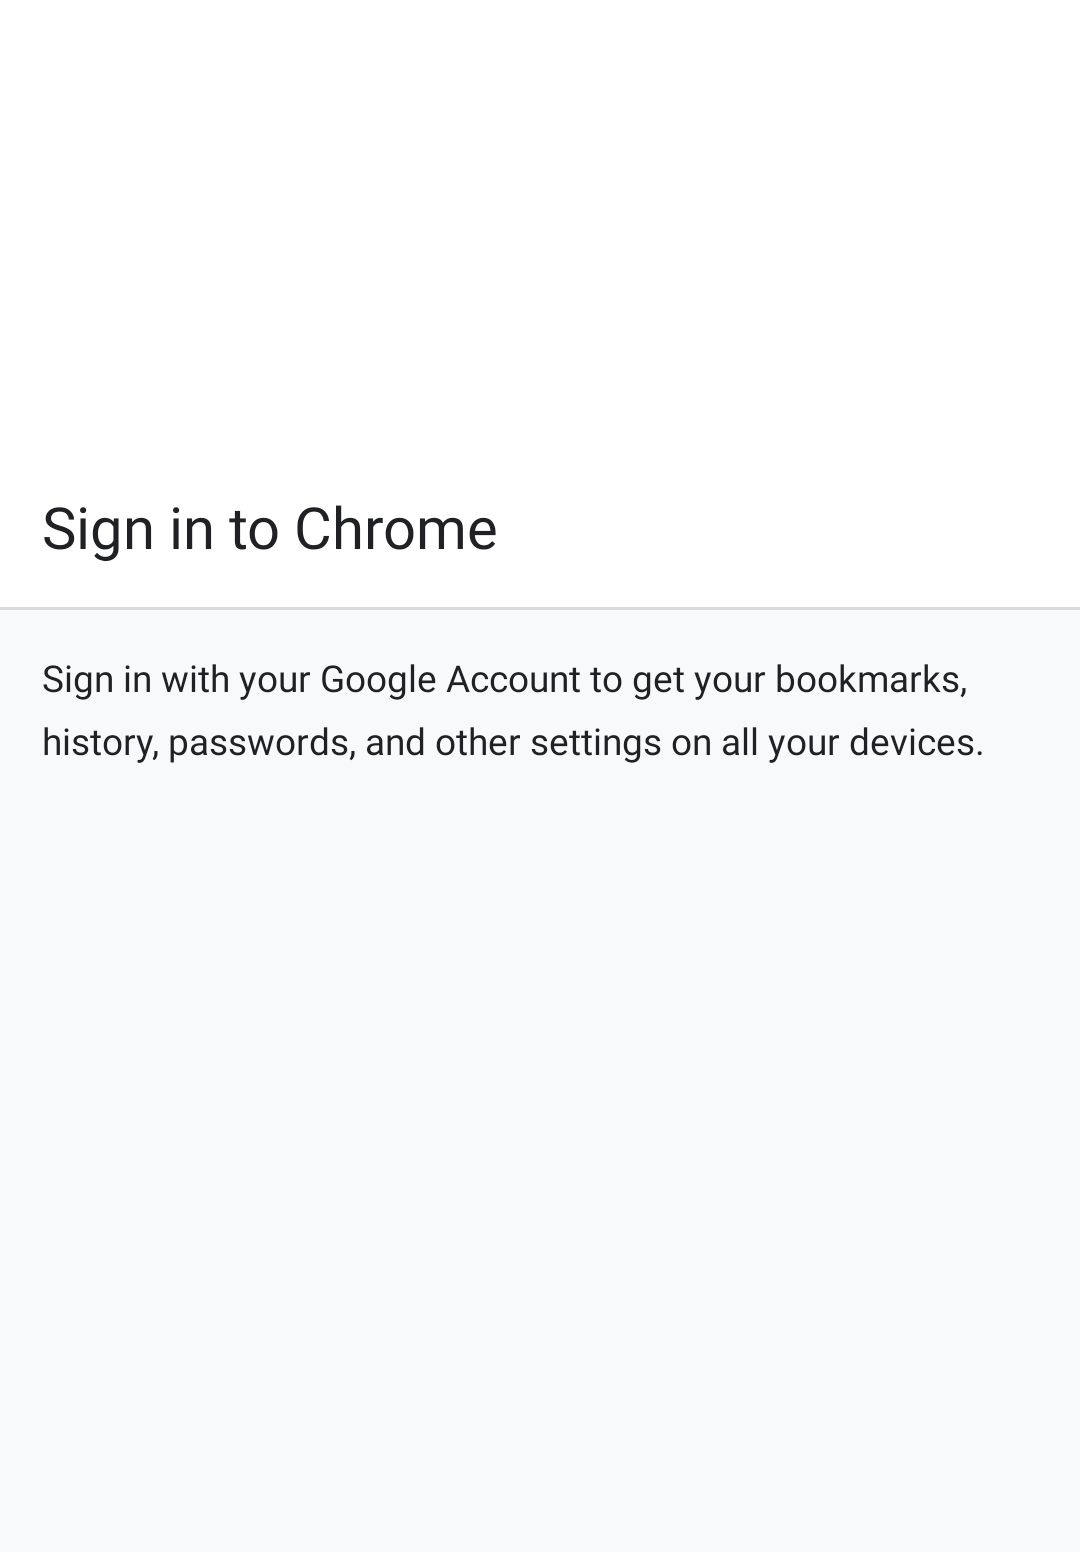 Sign in to Chrome
Sign in with your Google Account to get your bookmarks,
history, passwords, and other settings on all your devices.